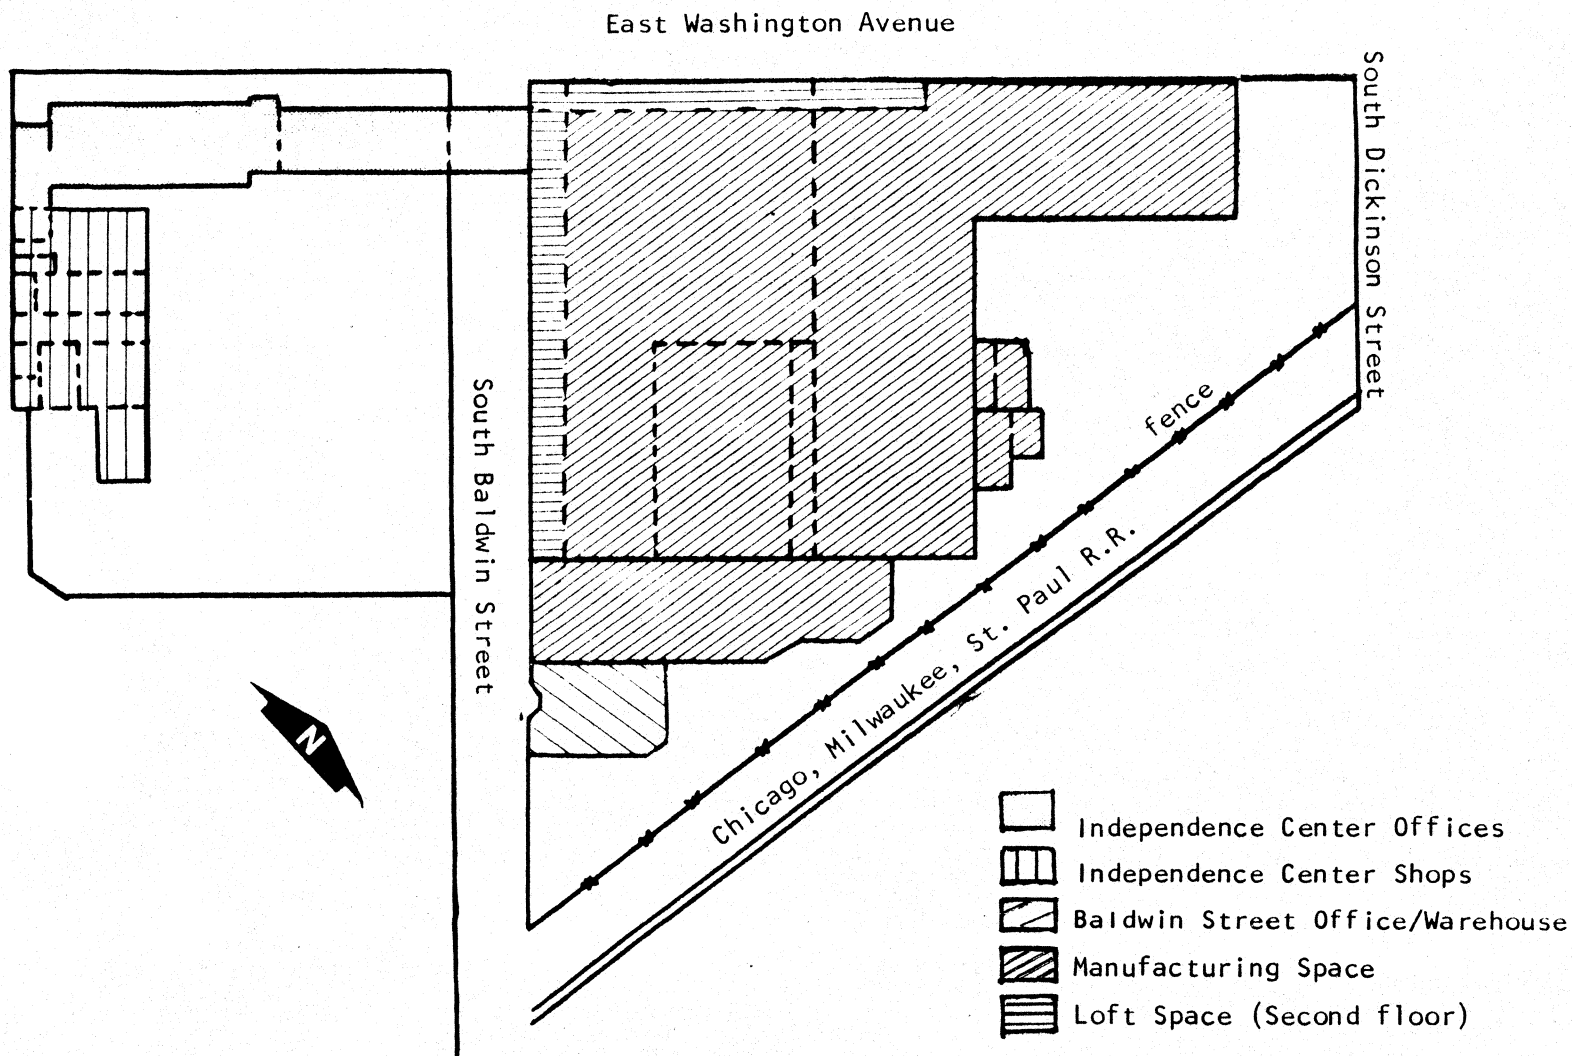 East Washington Avenue
South Dickinson Street
South Baldwin Street
fence
Chicago, Milwaukee, St. Paul R.R.
N
Independence Center Offices
Independence Center Shops
Baldwin Street Office/Warehouse
Manufacturing Space
Loft Space (Second floor)